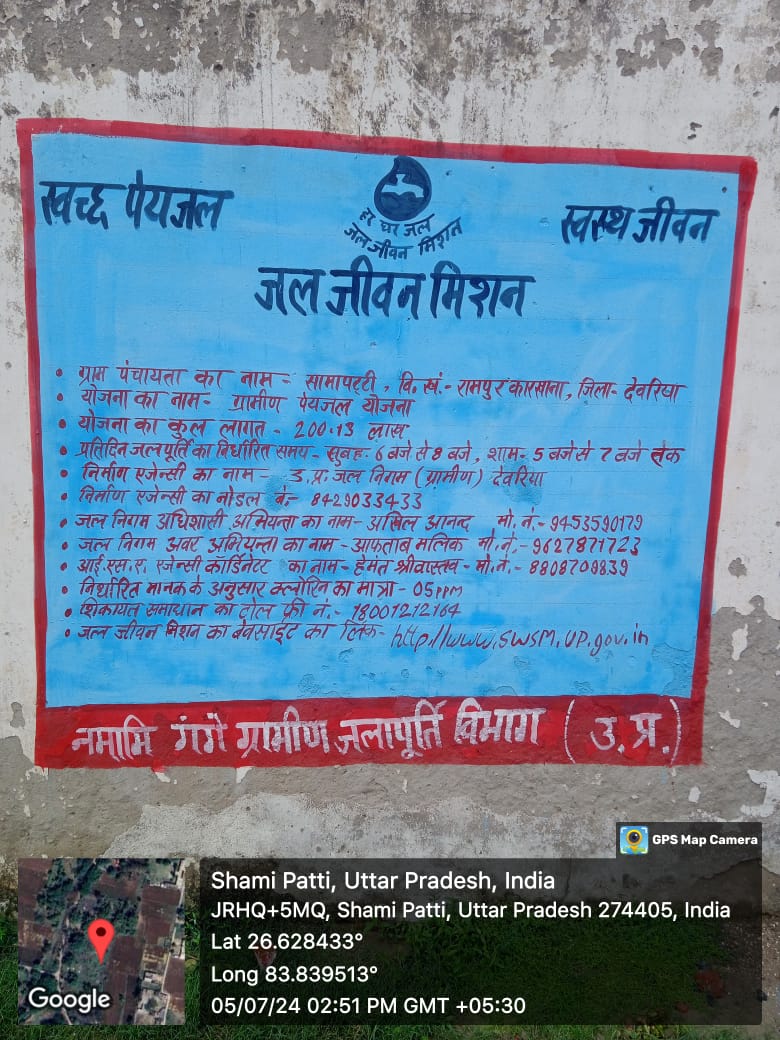 स्वच्छ पेयजल
हर घर जल
जल जीवन मिशन
स्वस्थ जीवन
जल जीवन मिशन
• ग्राम पंचायता का नाम - सामापट्टी, वि.खं.- रामपुर कारखाना, जिला- देवरिया
• योजना का नाम- ग्रामीण पेयजल योजना
• योजना का कुल लागत - 200.13 लाख
• प्रतिदिन जलपूर्ति का निर्धारित समय - सुबह: 6 बजे से 8 बजे, शाम- 5 बजे से 7 बजे तक
• निर्माण एजेन्सी का नाम - उ.प्र. जल निगम (ग्रामीण) देवरिया
• निर्माण एजेन्सी का नोडल नं.- 8429033433
• जल निगम अधिशासी अभियन्ता का नाम- अखिल आनन्द मो.नं.- 9453590179
• जल निगम अवर अभियन्ता का नाम- आफताब मलिक मो.नं.- 9627871723
• आई.एस.ए. एजेन्सी कोर्डिनेटर का नाम- हेमंत श्रीवास्तव - मो.नं.- 8808708839
• निर्धारित मानक के अनुसार क्लोरिन का मात्रा - 05 PPM
• शिकायत समाधान का टोल फ्री नं.- 18001212164
• जल जीवन मिशन का वेबसाईट का लिंक- http//www.swsm.up.gov.in
नमामि गंगे ग्रामीण जलापूर्ति विभाग (उ.प्र.)
GPS Map Camera
Shami Patti, Uttar Pradesh, India
JRHQ+5MQ, Shami Patti, Uttar Pradesh 274405, India
Lat 26.628433°
Long 83.839513°
05/07/24 02:51 PM GMT +05:30
Google